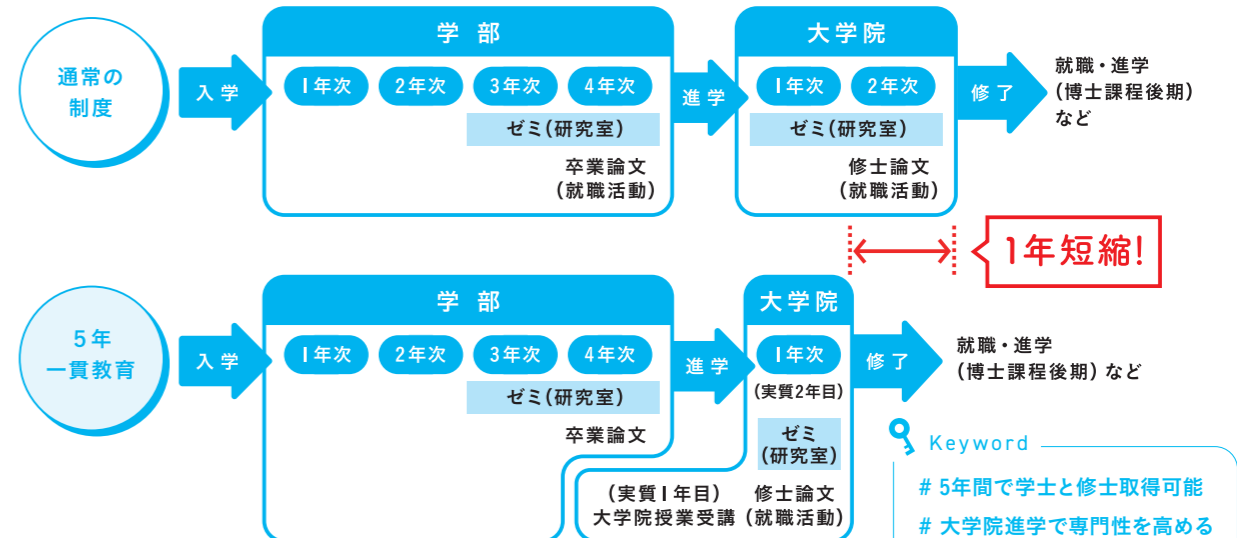 通常の
制度
入学
学部
1年次
2年次
3年次
4年次
ゼミ(研究室)
卒業論文
(就職活動)
進学
大学院
1年次
2年次
ゼミ(研究室)
修士論文
(就職活動)
修了
就職・進学
(博士課程後期)
など
1年短縮!
5年
一貫教育
入学
学部
1年次
2年次
3年次
4年次
ゼミ(研究室)
卒業論文
進学
大学院
1年次
(実質2年目)
ゼミ
(研究室)
(実質1年目)
大学院授業受講
修士論文
(就職活動)
修了
就職・進学
(博士課程後期)など
Keyword
# 5年間で学士と修士取得可能
# 大学院進学で専門性を高める